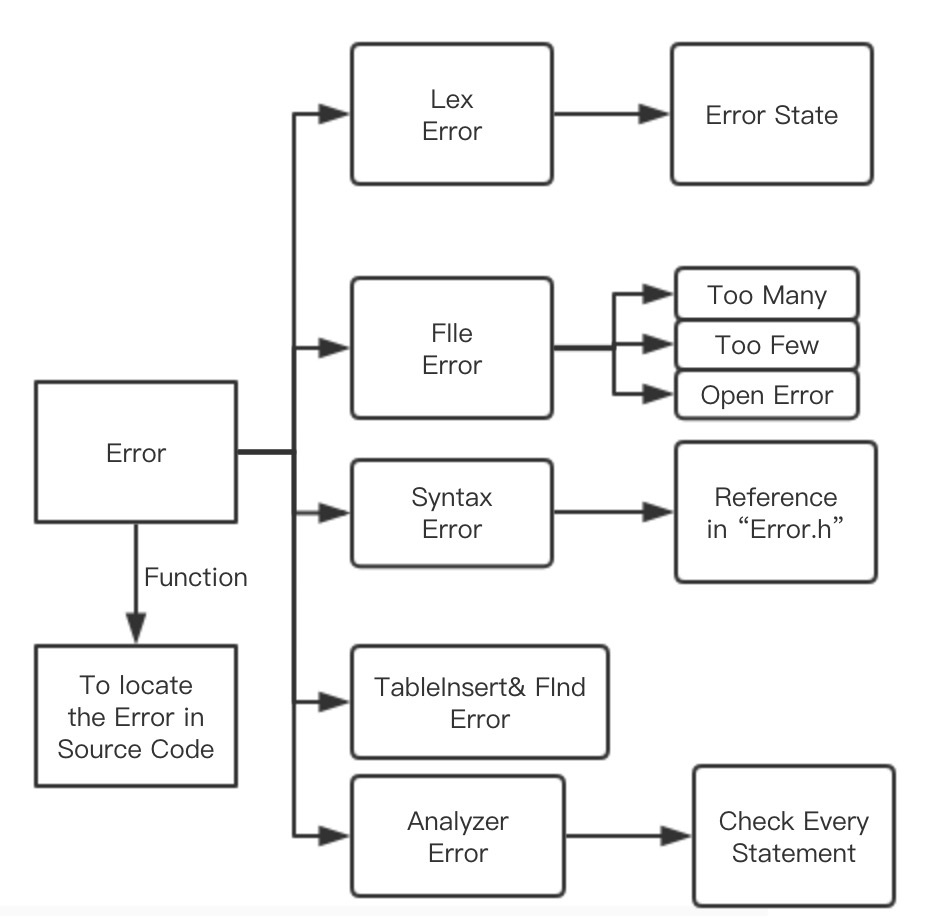 Lex
Error
Error State
FIle
Error
Too Many
Too Few
Open Error
Error
Syntax
Error
Reference
in “Error.h”
Function
To locate
the Error in
Source Code
TableInsert& FInd
Error
Analyzer
Error
Check Every
Statement